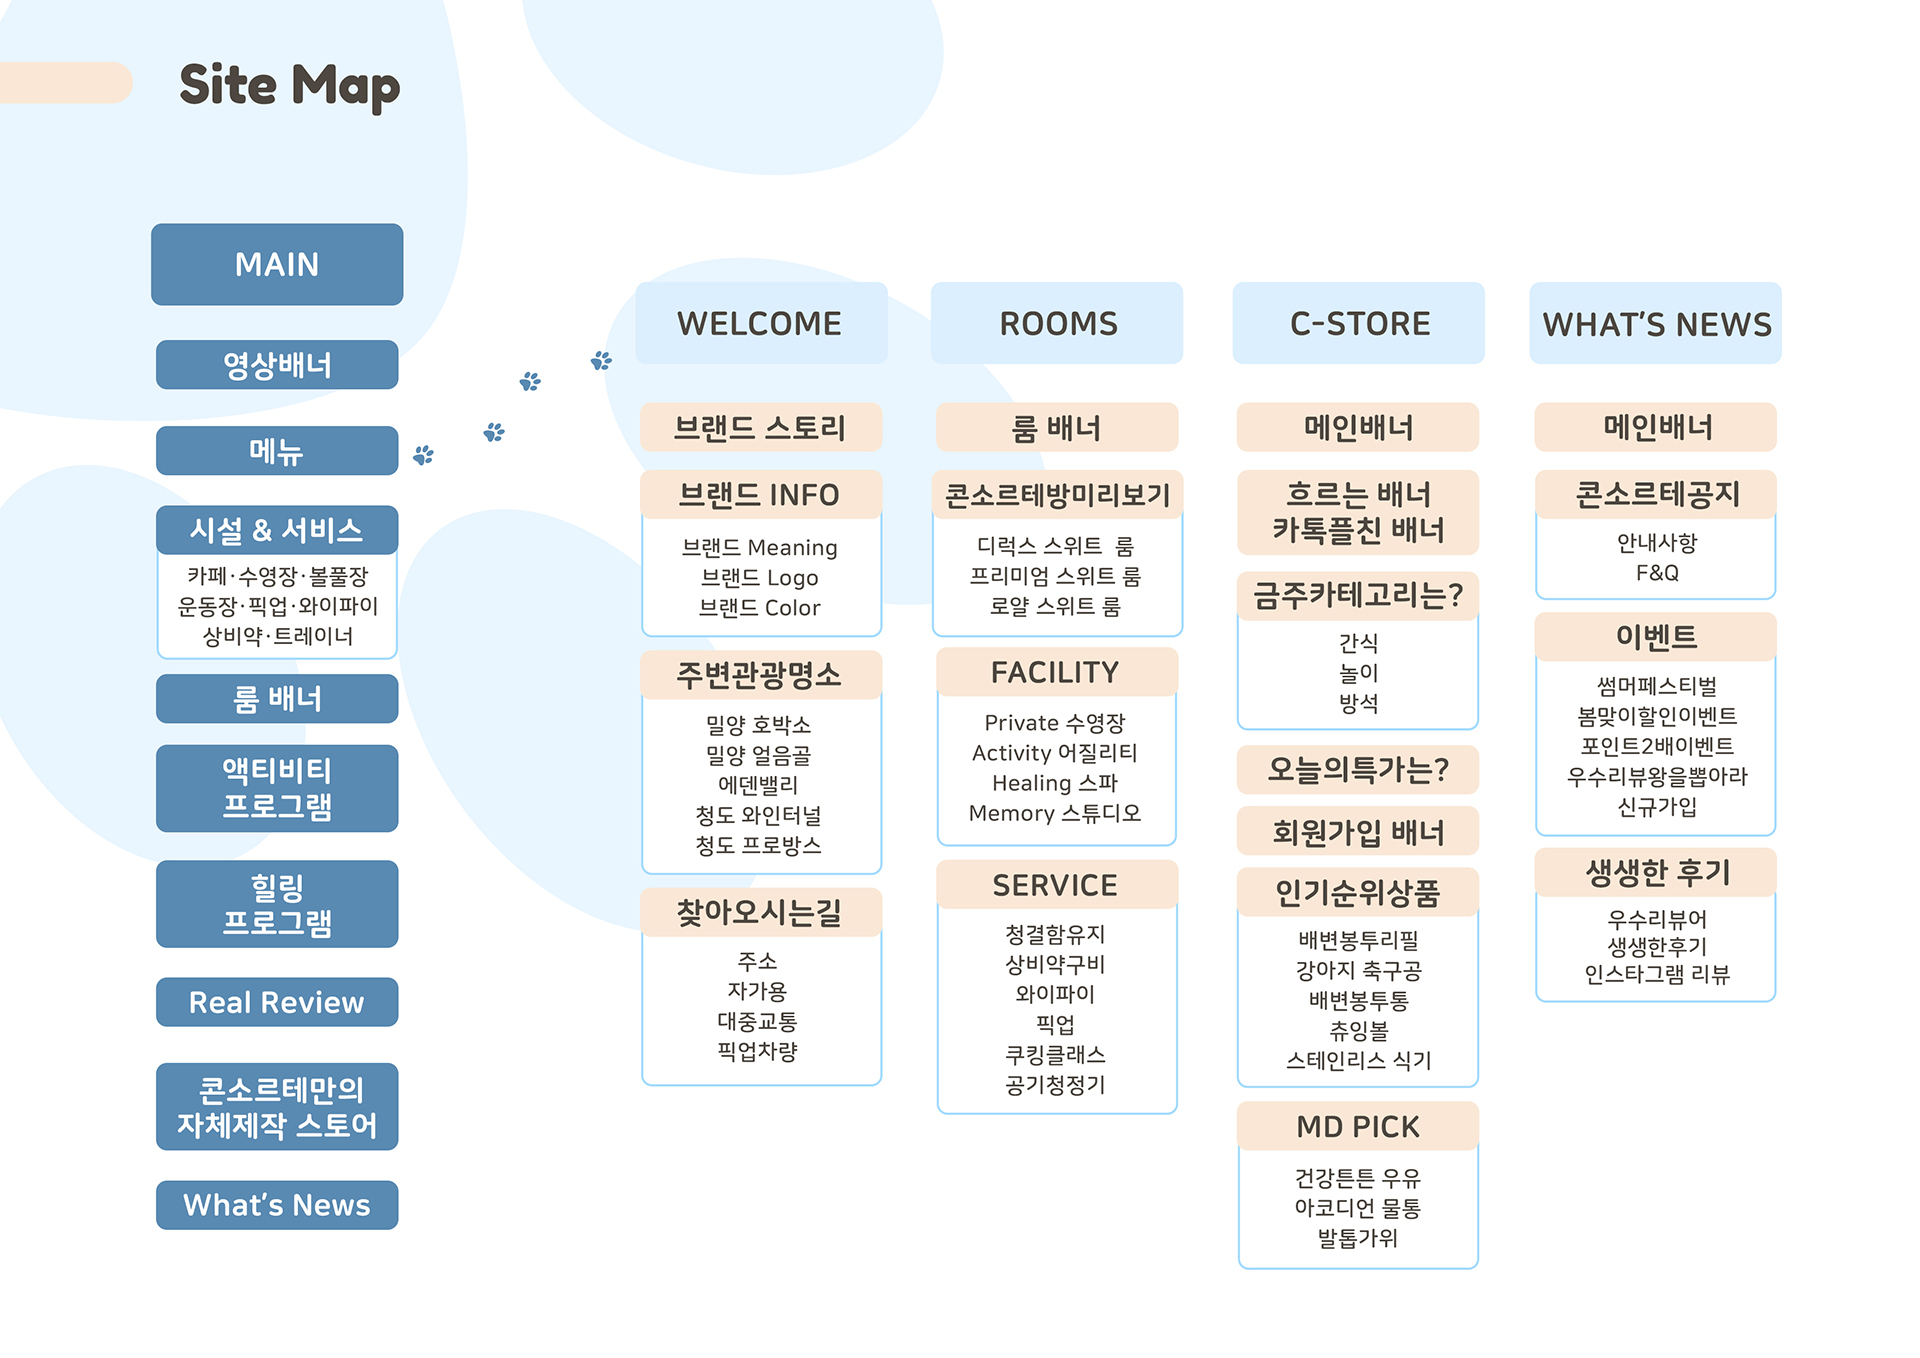 Site Map
MAIN
영상배너
메뉴
시설 & 서비스
카페·수영장·볼풀장
운동장·픽업·와이파이
상비약·트레이너
룸 배너
액티비티
프로그램
힐링
프로그램
Real Review
콘소르테만의
자체제작 스토어
What's News
WELCOME
브랜드 스토리
브랜드 INFO
브랜드 Meaning
브랜드 Logo
브랜드 Color
주변관광명소
밀양 호박소
밀양 얼음골
에덴밸리
청도 와인터널
청도 프로방스
찾아오시는길
주소
자가용
대중교통
픽업차량
ROOMS
룸 배너
콘소르테방미리보기
디럭스 스위트 룸
프리미엄 스위트 룸
로얄 스위트 룸
FACILITY
Private 수영장
Activity 어질리티
Healing 스파
Memory 스튜디오
SERVICE
청결함유지
상비약구비
와이파이
픽업
쿠킹클래스
공기청정기
C-STORE
메인배너
흐르는 배너
카톡플친 배너
금주카테고리는?
간식
놀이
방석
오늘의특가는?
회원가입 배너
인기순위상품
배변봉투리필
강아지 축구공
배변봉투통
츄잉볼
스테인리스 식기
MD PICK
건강튼튼 우유
아코디언 물통
발톱가위
WHAT'S NEWS
메인배너
콘소르테공지
안내사항
F&Q
이벤트
썸머페스티벌
봄맞이할인이벤트
포인트2배이벤트
우수리뷰왕을뽑아라
신규가입
생생한 후기
우수리뷰어
생생한후기
인스타그램 리뷰